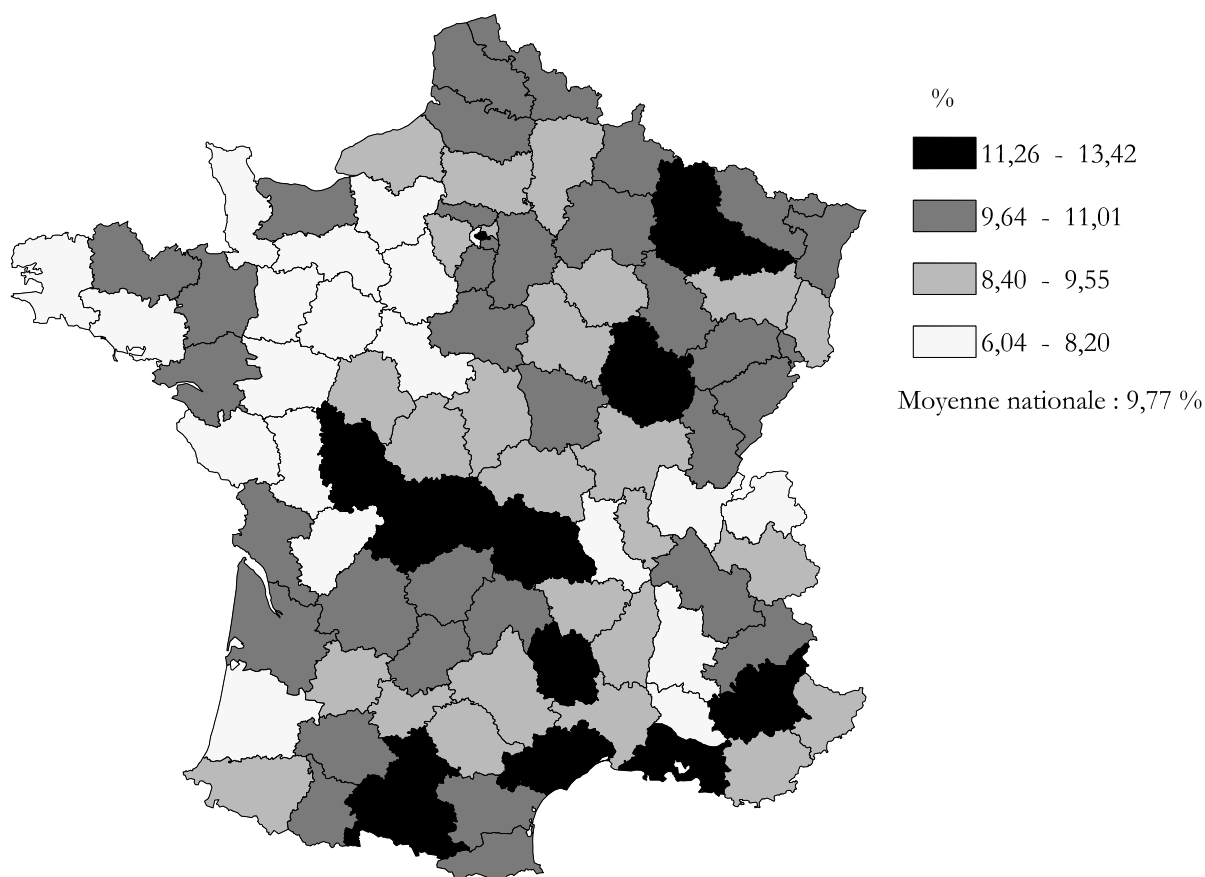 %
11,26 - 13,42
9,64 - 11,01
8,40 - 9,55
6,04 - 8,20
Moyenne nationale : 9,77 %